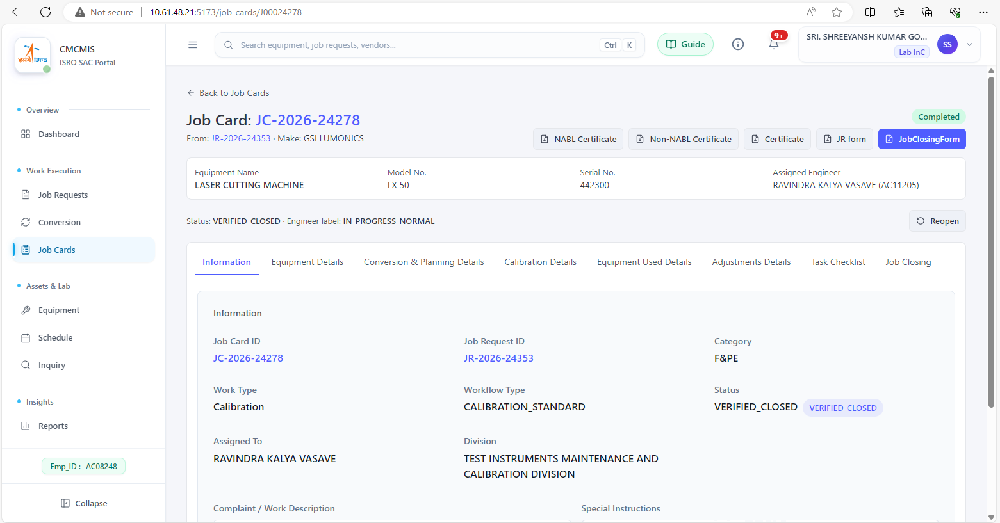 Not secure
10.61.48.21:5173/job-cards/J00024278
इसरो isro
CMCMIS
ISRO SAC Portal
Search equipment, job requests, vendors...
Ctrl K
Guide
9+
SRI. SHREEYANSH KUMAR GO...
Lab InC
SS
Overview
Dashboard
Work Execution
Job Requests
Conversion
Job Cards
Assets & Lab
Equipment
Schedule
Inquiry
Insights
Reports
Emp_ID :- AC08248
Collapse
Back to Job Cards
Job Card: JC-2026-24278
Completed
From: JR-2026-24353 · Make: GSI LUMONICS
NABL Certificate
Non-NABL Certificate
Certificate
JR form
JobClosingForm
Equipment Name
LASER CUTTING MACHINE
Model No.
LX 50
Serial No.
442300
Assigned Engineer
RAVINDRA KALYA VASAVE (AC11205)
Status: VERIFIED_CLOSED · Engineer label: IN_PROGRESS_NORMAL
Reopen
Information
Equipment Details
Conversion & Planning Details
Calibration Details
Equipment Used Details
Adjustments Details
Task Checklist
Job Closing
Information
Job Card ID
JC-2026-24278
Job Request ID
JR-2026-24353
Category
F&PE
Work Type
Calibration
Workflow Type
CALIBRATION_STANDARD
Status
VERIFIED_CLOSED VERIFIED_CLOSED
Assigned To
RAVINDRA KALYA VASAVE
Division
TEST INSTRUMENTS MAINTENANCE AND
CALIBRATION DIVISION
Complaint / Work Description
Special Instructions